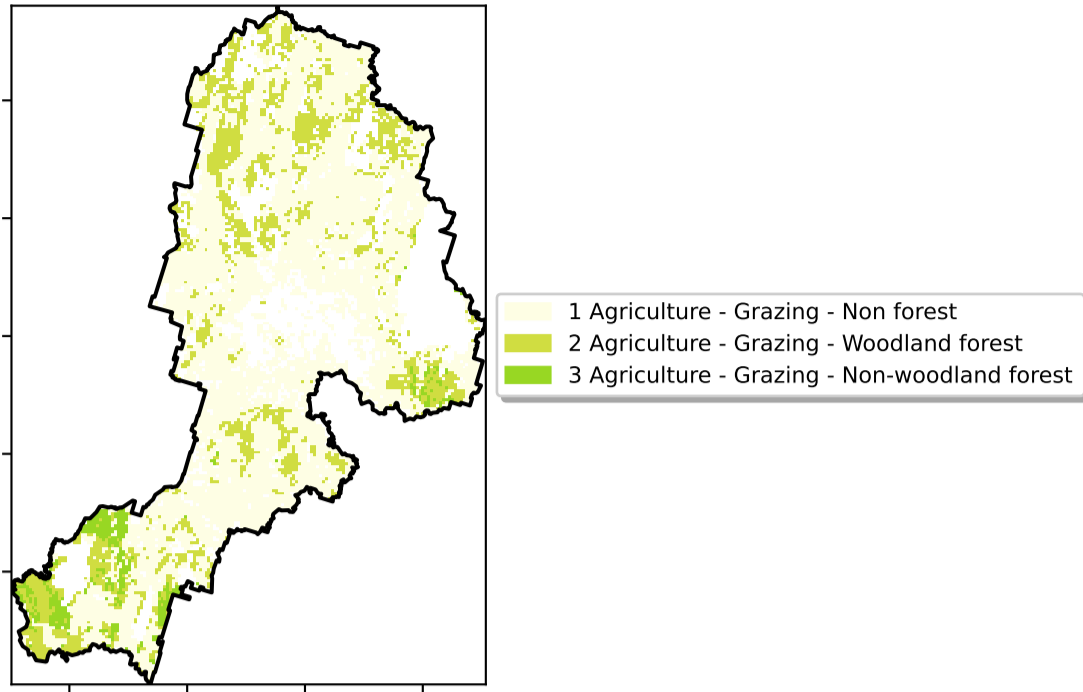 1 Agriculture - Grazing - Non forest
2 Agriculture - Grazing - Woodland forest
3 Agriculture - Grazing - Non-woodland forest